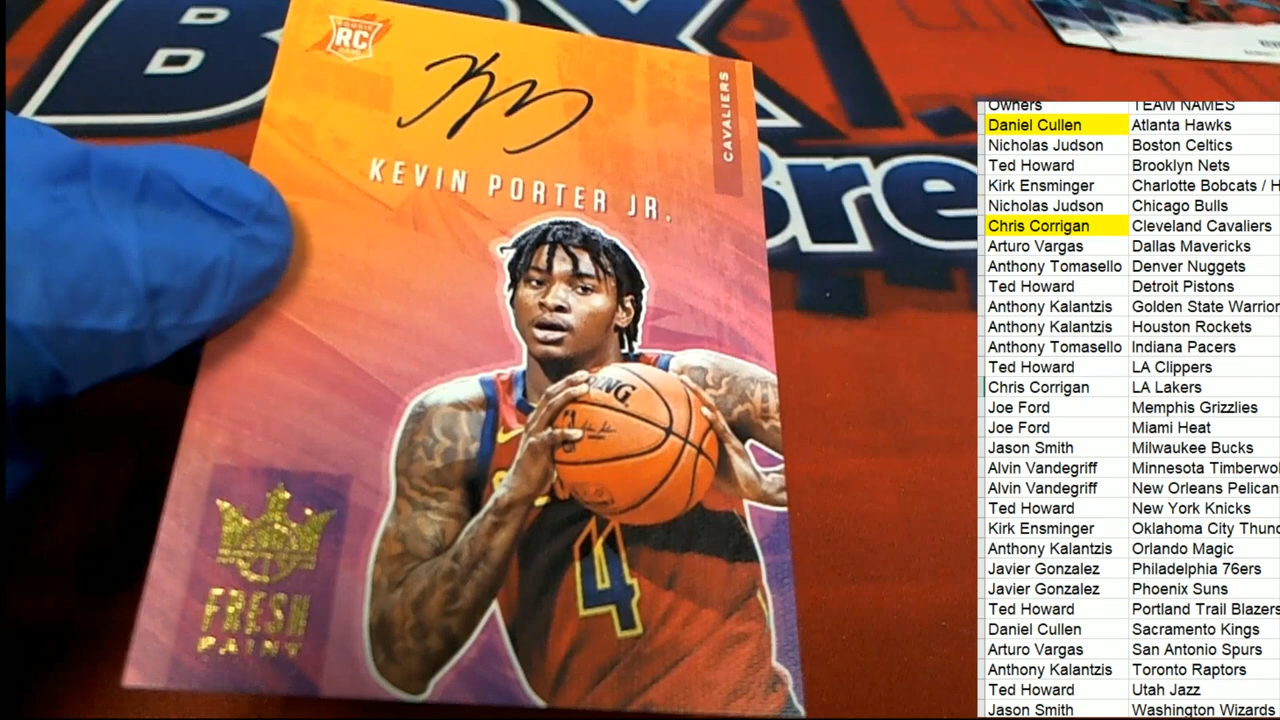 RC
CAVALIERS
KEVIN PORTER JR.
4
FRESH
PAINT
Owners TEAM NAMES
Daniel Cullen Atlanta Hawks
Nicholas Judson Boston Celtics
Ted Howard Brooklyn Nets
Kirk Ensminger Charlotte Bobcats / H
Nicholas Judson Chicago Bulls
Chris Corrigan Cleveland Cavaliers
Arturo Vargas Dallas Mavericks
Anthony Tomasello Denver Nuggets
Ted Howard Detroit Pistons
Anthony Kalantzis Golden State Warrior
Anthony Kalantzis Houston Rockets
Anthony Tomasello Indiana Pacers
Ted Howard LA Clippers
Chris Corrigan LA Lakers
Joe Ford Memphis Grizzlies
Joe Ford Miami Heat
Jason Smith Milwaukee Bucks
Alvin Vandegriff Minnesota Timberwol
Alvin Vandegriff New Orleans Pelican
Ted Howard New York Knicks
Kirk Ensminger Oklahoma City Thund
Anthony Kalantzis Orlando Magic
Javier Gonzalez Philadelphia 76ers
Javier Gonzalez Phoenix Suns
Ted Howard Portland Trail Blazers
Daniel Cullen Sacramento Kings
Arturo Vargas San Antonio Spurs
Anthony Kalantzis Toronto Raptors
Ted Howard Utah Jazz
Jason Smith Washington Wizards